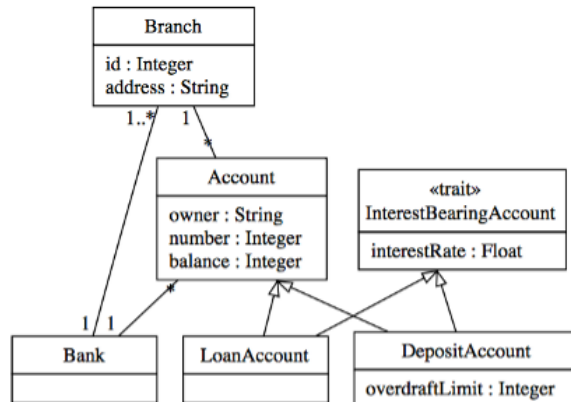 Branch
id : Integer
address : String
1..*
1
*
Account
owner : String
number : Integer
balance : Integer
«trait»
InterestBearingAccount
interestRate : Float
*
1
1
Bank
LoanAccount
DepositAccount
overdraftLimit : Integer